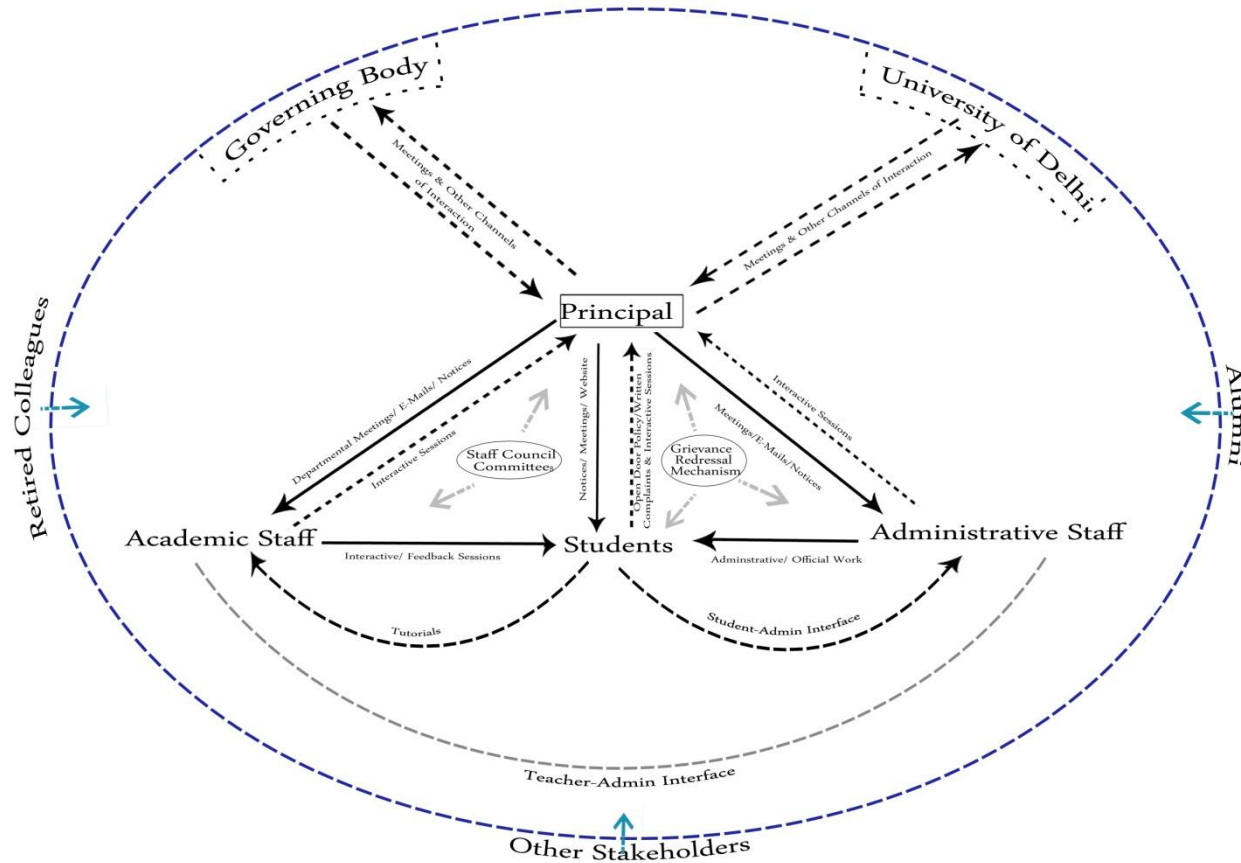 Governing Body
University of Delhi
Meetings & Other Channels
of Interaction
Meetings & Other Channels of Interaction
Principal
Retired Colleagues
Alumni
Departmental Meetings/ E-Mails/ Notices
Interactive Sessions
Staff Council
Committees
Notices/ Meetings/ Website
Open Door Policy/Written
Complaints & Interactive Sessions
Grievance
Redressal
Mechanism
Meetings/E-Mails/Notices
Interactive Sessions
Academic Staff
Interactive/ Feedback Sessions
Students
Adminstrative/ Official Work
Administrative Staff
Tutorials
Student-Admin Interface
Teacher-Admin Interface
Other Stakeholders